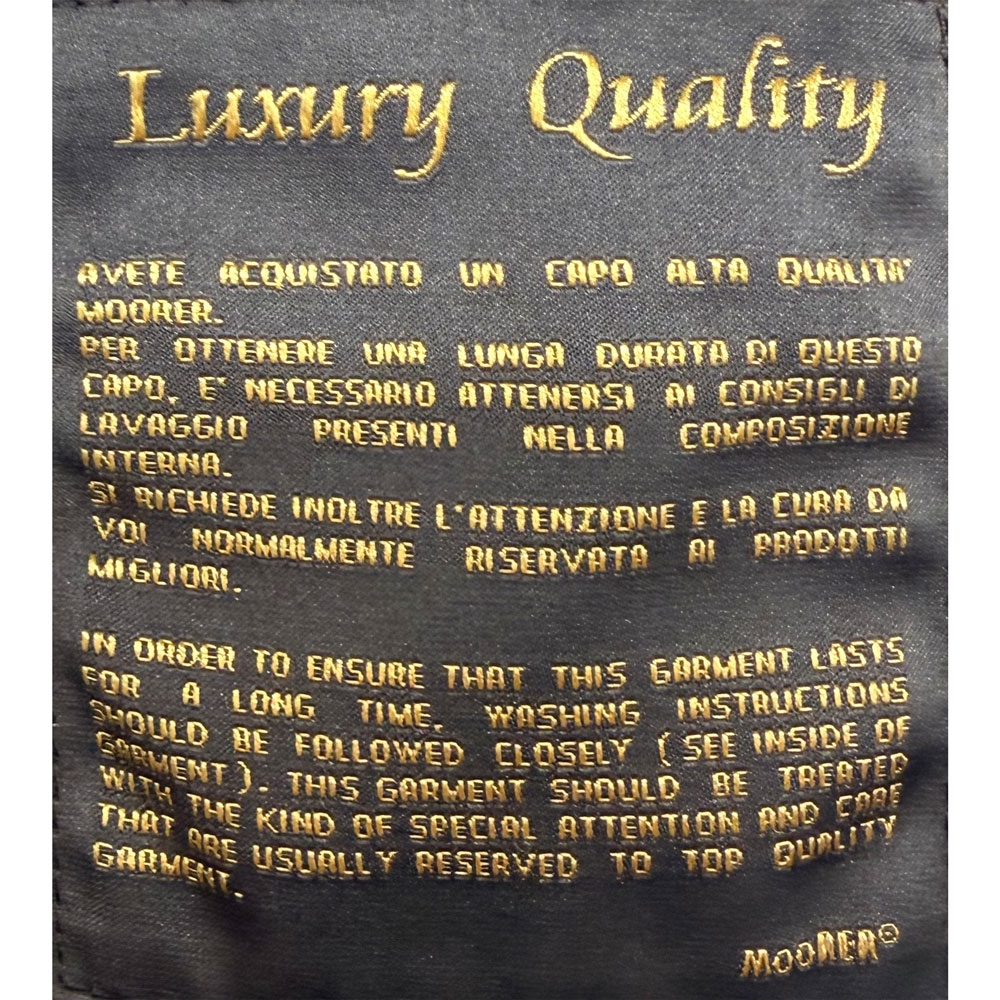 Luxury Quality
AVETE ACQUISTATO UN CAPO ALTA QUALITA'
MOORER.
PER OTTENERE UNA LUNGA DURATA DI QUESTO
CAPO, E' NECESSARIO ATTENERSI AI CONSIGLI DI
LAVAGGIO PRESENTI NELLA COMPOSIZIONE
INTERNA.
SI RICHIEDE INOLTRE L'ATTENZIONE E LA CURA DA
VOI NORMALMENTE RISERVATA AI PRODOTTI
MIGLIORI.
IN ORDER TO ENSURE THAT THIS GARMENT LASTS
FOR A LONG TIME, WASHING INSTRUCTIONS
SHOULD BE FOLLOWED CLOSELY (SEE INSIDE OF
GARMENT). THIS GARMENT SHOULD BE TREATED
WITH THE KIND OF SPECIAL ATTENTION AND CARE
THAT ARE USUALLY RESERVED TO TOP QUALITY
GARMENT.
MOORER®